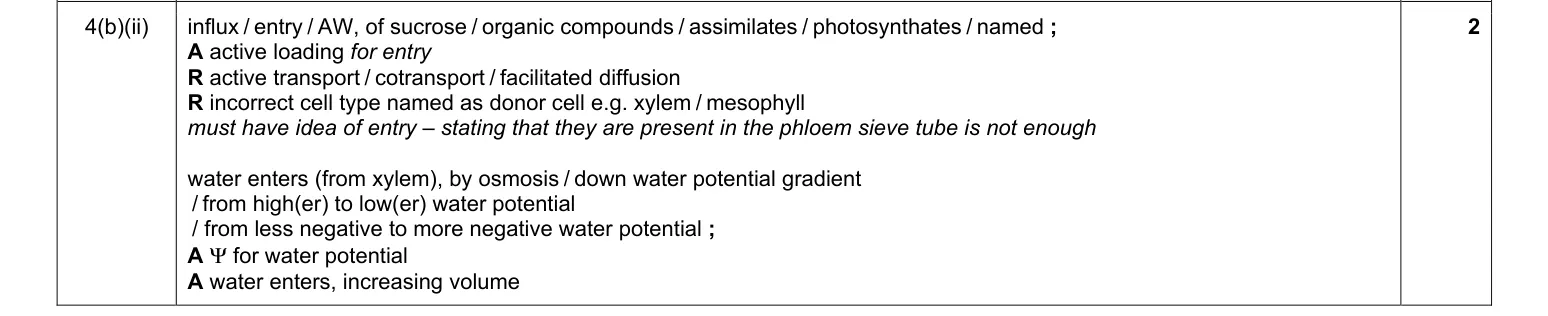 4(b)(ii) influx / entry / AW, of sucrose / organic compounds / assimilates / photosynthates / named ; 2
A active loading for entry
R active transport / cotransport / facilitated diffusion
R incorrect cell type named as donor cell e.g. xylem / mesophyll
must have idea of entry – stating that they are present in the phloem sieve tube is not enough
water enters (from xylem), by osmosis / down water potential gradient
/ from high(er) to low(er) water potential
/ from less negative to more negative water potential ;
A Ψ for water potential
A water enters, increasing volume